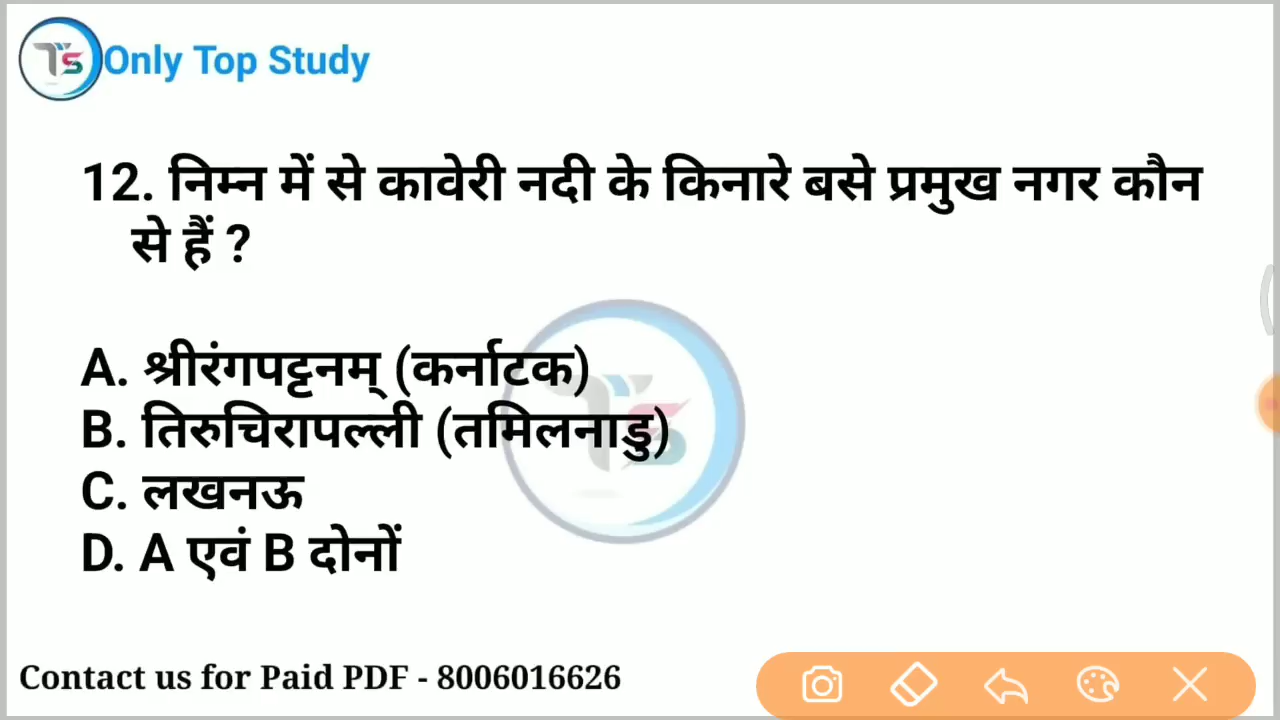 TS Only Top Study
12. निम्न में से कावेरी नदी के किनारे बसे प्रमुख नगर कौन
से हैं ?
A. श्रीरंगपट्टनम् (कर्नाटक)
B. तिरुचिरापल्ली (तमिलनाडु)
C. लखनऊ
D. A एवं B दोनों
Contact us for Paid PDF - 8006016626